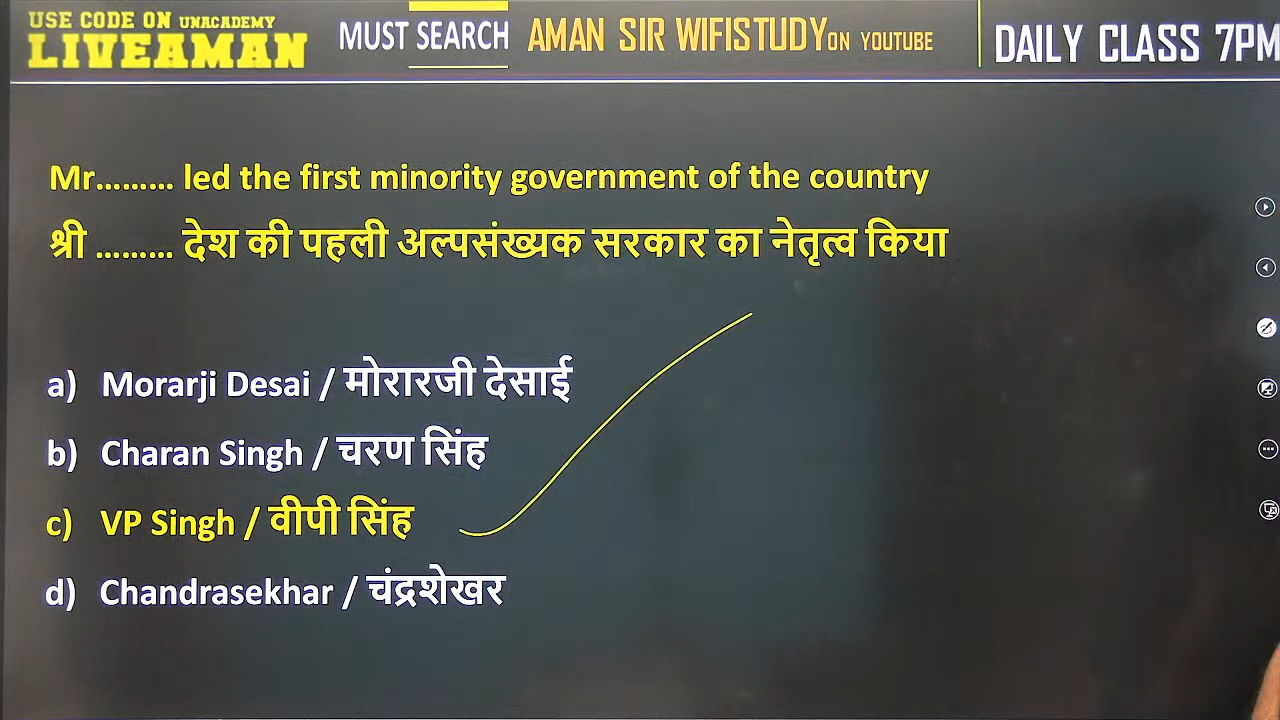 USE CODE ON UNACADEMY
LIVEAMAN
MUST SEARCH
AMAN SIR WIFISTUDY ON YOUTUBE
DAILY CLASS 7PM
Mr......... led the first minority government of the country
श्री ......... देश की पहली अल्पसंख्यक सरकार का नेतृत्व किया
a) Morarji Desai / मोरारजी देसाई
b) Charan Singh / चरण सिंह
c) VP Singh / वीपी सिंह
d) Chandrasekhar / चंद्रशेखर